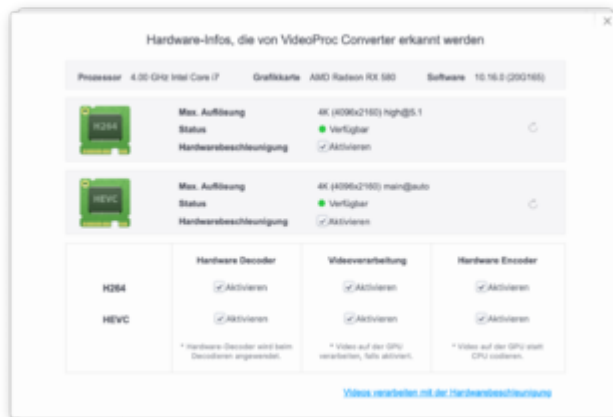 Hardware-Infos, die von VideoProc Converter erkannt werden
Prozessor 4.00 GHz Intel Core i7 Grafikkarte AMD Radeon RX 580 Software 10.16.0 (20G165)
H264
Max. Auflösung 4K (4096x2160) high@5.1
Status Verfügbar
Hardwarebeschleunigung Aktivieren
HEVC
Max. Auflösung 4K (4096x2160) main@auto
Status Verfügbar
Hardwarebeschleunigung Aktivieren
Hardware Decoder Videoverarbeitung Hardware Encoder
H264 Aktivieren Aktivieren Aktivieren
HEVC Aktivieren Aktivieren Aktivieren
* Hardware-Decoder wird beim * Video auf der GPU * Video auf der GPU statt
Decodieren angewendet. verarbeiten, falls aktiviert. CPU codieren.
Videos verarbeiten mit der Hardwarebeschleunigung